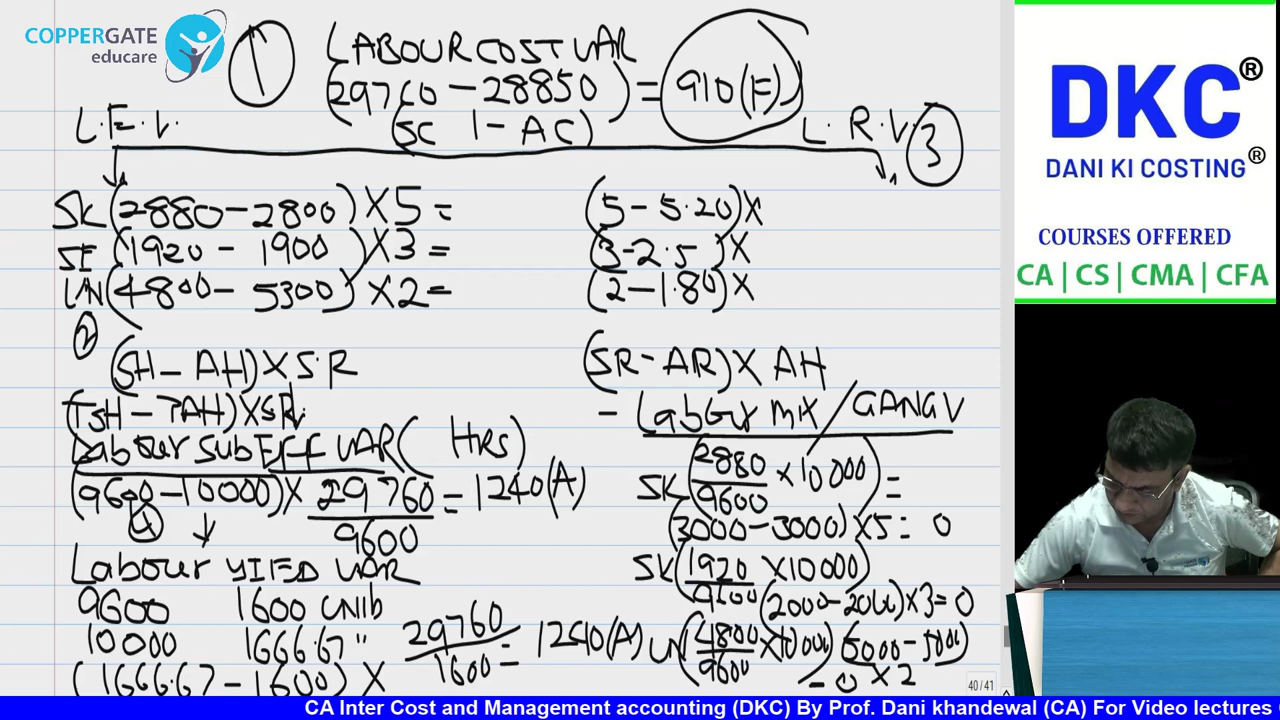 COPPERGATE
educare
1
LABOUR COST VAR
(29760 - 28850) = 910(F)
(SC 1 - AC)
L.E.V.
L.R.V. 3
SK (2880 - 2800) X 5 =
(5 - 5.20) X
(1920 - 1900) X 3 =
(3 - 2.5) X
UN (4800 - 5300) X 2 =
(2 - 1.80) X
2
(SH - AH) X S.R
(SR - AR) X AH
(TSH - TAH) X SR
- Labour mix / GANG V
Labour sub Eff VAR (HRS)
(9600 - 10000) X 29760 / 9600 = 1240(A)
SK (2880 / 9600 x 10000) =
(3000 - 3000) X 5 = 0
4
Labour YIELD VAR
SK (1920 / 9600 X 10000)
(2000 - 2000) X 3 = 0
9600 1600 units
10000 1666.67 "
29760 / 1600 = 1240(A)
UN (4800 / 9600 X 10000) (5000 - 5000)
(1666.67 - 1600) X
- 0 X 2
40/41
DKC®
DANI KI COSTING®
COURSES OFFERED
CA | CS | CMA | CFA
CA Inter Cost and Management accounting (DKC) By Prof. Dani khandewal (CA) For Video lectures